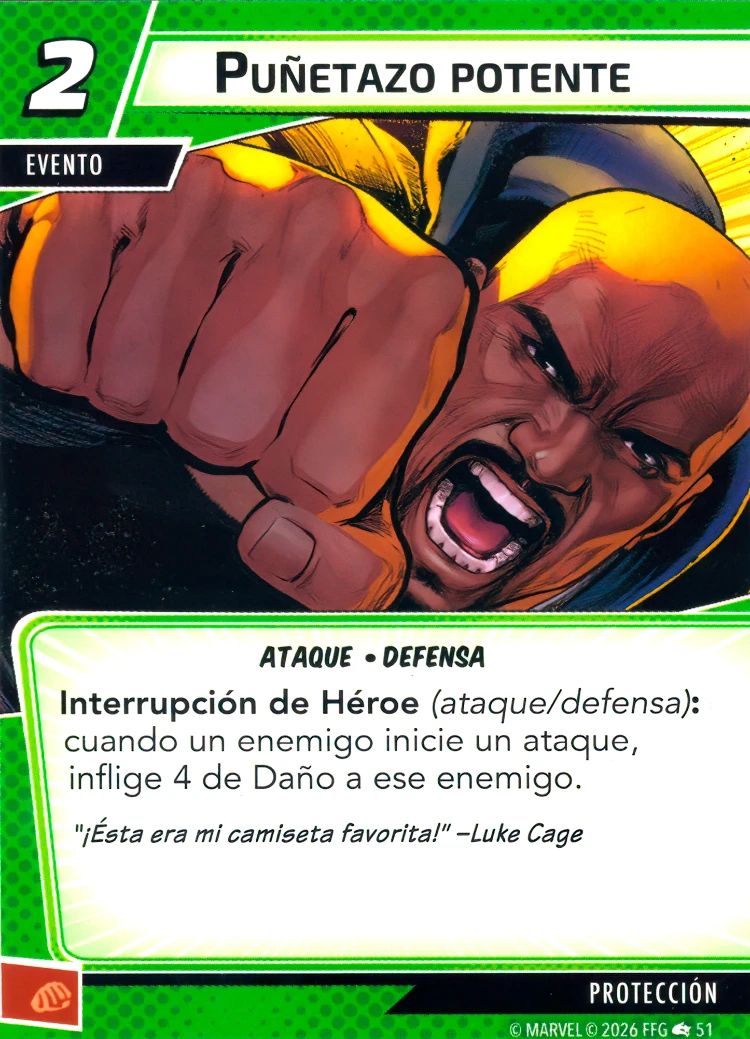 2
PUÑETAZO POTENTE
EVENTO
ATAQUE • DEFENSA
Interrupción de Héroe (ataque/defensa):
cuando un enemigo inicie un ataque,
inflige 4 de Daño a ese enemigo.
"¡Ésta era mi camiseta favorita!" –Luke Cage
PROTECCIÓN
© MARVEL © 2026 FFG 51